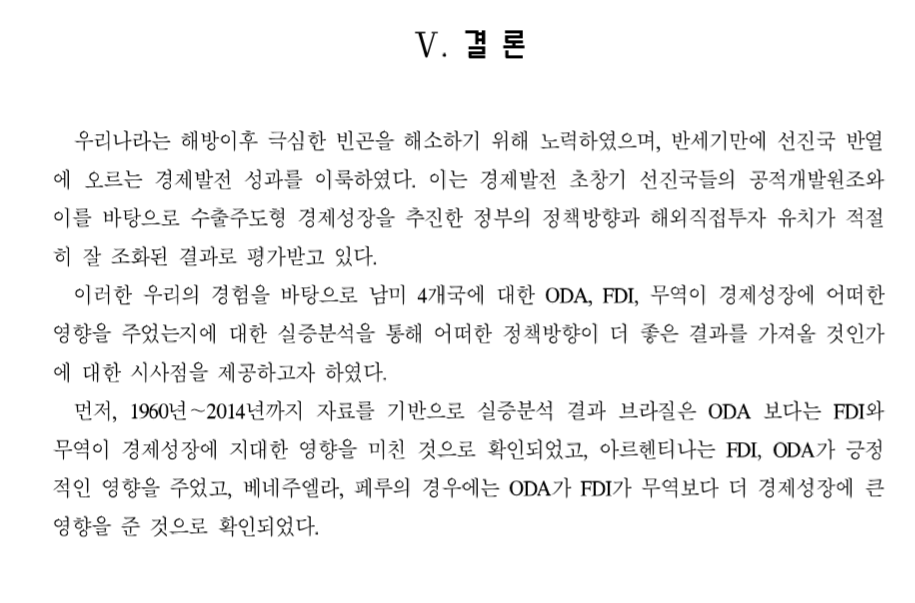 V. 결 론
우리나라는 해방이후 극심한 빈곤을 해소하기 위해 노력하였으며, 반세기만에 선진국 반열
에 오르는 경제발전 성과를 이룩하였다. 이는 경제발전 초창기 선진국들의 공적개발원조와
이를 바탕으로 수출주도형 경제성장을 추진한 정부의 정책방향과 해외직접투자 유치가 적절
히 잘 조화된 결과로 평가받고 있다.
이러한 우리의 경험을 바탕으로 남미 4개국에 대한 ODA, FDI, 무역이 경제성장에 어떠한
영향을 주었는지에 대한 실증분석을 통해 어떠한 정책방향이 더 좋은 결과를 가져올 것인가
에 대한 시사점을 제공하고자 하였다.
먼저, 1960년~2014년까지 자료를 기반으로 실증분석 결과 브라질은 ODA 보다는 FDI와
무역이 경제성장에 지대한 영향을 미친 것으로 확인되었고, 아르헨티나는 FDI, ODA가 긍정
적인 영향을 주었고, 베네주엘라, 페루의 경우에는 ODA가 FDI가 무역보다 더 경제성장에 큰
영향을 준 것으로 확인되었다.